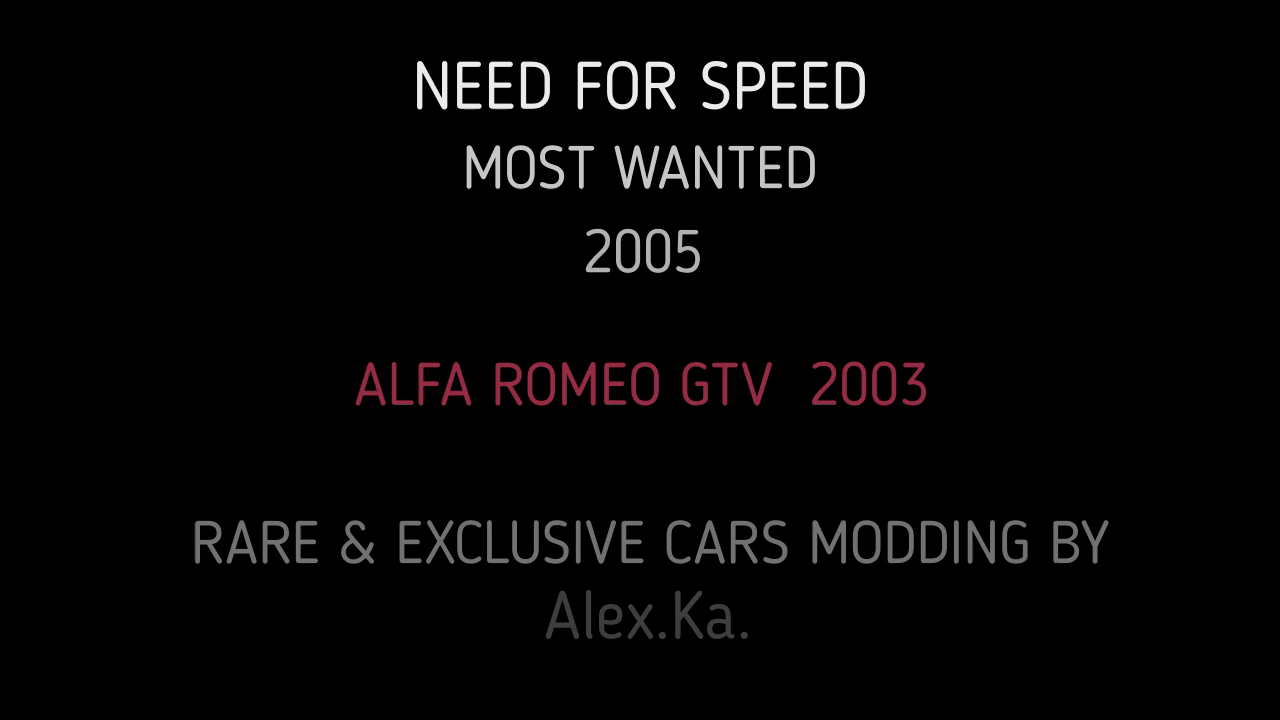 NEED FOR SPEED
MOST WANTED
2005
ALFA ROMEO GTV 2003
RARE & EXCLUSIVE CARS MODDING BY
Alex.Ka.